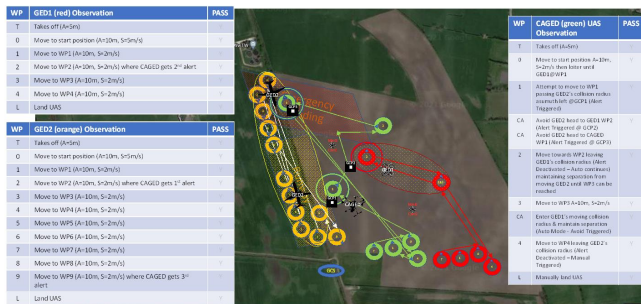 WP GED1 (red) Observation PASS
T Takes off (A=5m) Y
0 Move to start position (A=10m, S=5m/s) Y
1 Move to WP1 (A=10m, S=2m/s) Y
2 Move to WP2 (A=10m, S=2m/s) where CAGED gets 2nd alert Y
3 Move to WP3 (A=10m, S=2m/s) Y
4 Move to WP4 (A=10m, S=2m/s) Y
L Land UAS Y
WP GED2 (orange) Observation PASS
T Takes off (A=5m) Y
0 Move to start position (A=10m, S=5m/s) Y
1 Move to WP1 (A=10m, S=2m/s) Y
2 Move to WP2 (A=10m, S=2m/s) where CAGED gets 1st alert Y
3 Move to WP3 (A=10m, S=2m/s) Y
4 Move to WP4 (A=10m, S=2m/s) Y
5 Move to WP5 (A=10m, S=2m/s) Y
6 Move to WP6 (A=10m, S=2m/s) Y
7 Move to WP7 (A=10m, S=2m/s) Y
8 Move to WP8 (A=10m, S=2m/s) Y
9 Move to WP9 (A=10m, S=2m/s) where CAGED gets 3rd
alert Y
L Land UAS Y
GED2
GED1
GED2
GCS
WP CAGED (green) UAS
Observation PASS
T Takes off (A=5m) Y
0 Move to start position A=10m,
S=2m/s then loiter until
GED1@WP1 Y
1 Attempt to move to WP1
passing GED2's collision radius
as
left @GCP1 (Alert
Triggered) Y
CA Avoid GED2 head to GED1 WP2
(Alert Triggered @ GCP2)
CA Avoid GED2 head to CAGED
WP1 (Alert Triggered @ GCP3)
2 Move towards WP2 leaving
GED1's collision radius (Alert
Deactivated – Auto continues)
maintaining separation from
moving GED2 until WP3 can be
reached Y
3 Move to WP3 A=10m, S=2m/s Y
CA Enter GED1's moving collision
radius & maintain separation
(Auto Mode - Avoid Triggered)
4 Move to WP4 leaving GED2's
collision radius (Alert
Deactivated – Manual
Triggered) Y
L Manually land UAS Y